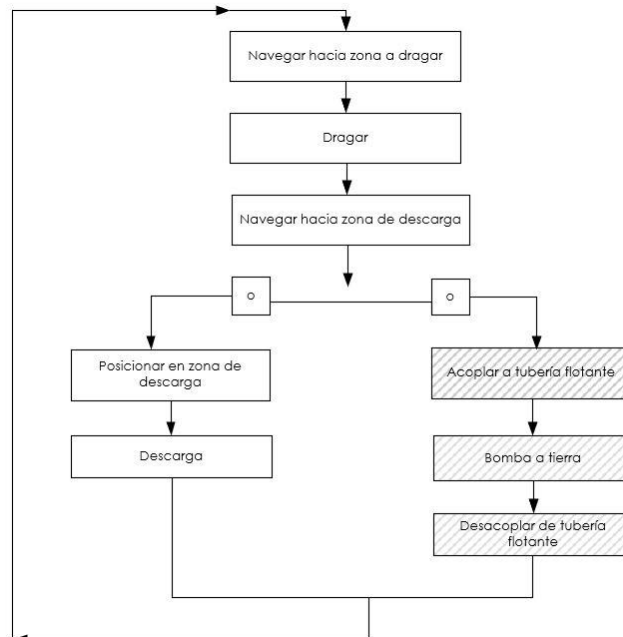 Navegar hacia zona a dragar
Dragar
Navegar hacia zona de descarga
o
o
Posicionar en zona de
descarga
Acoplar a tubería flotante
Descarga
Bomba a tierra
Desacoplar de tubería
flotante